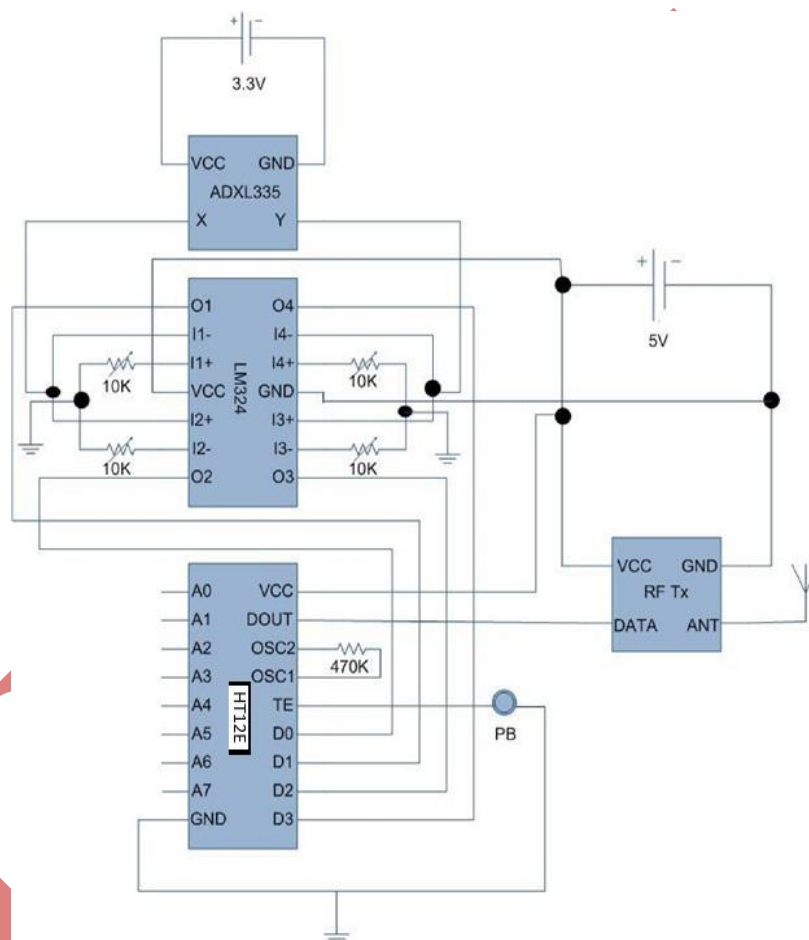 + −
3.3V
VCC GND
ADXL335
X Y
+ −
5V
O1 O4
I1- I4-
I1+ I4+
10K 10K
VCC GND
LM324
I2+ I3+
I2- I3-
10K 10K
O2 O3
VCC GND
RF Tx
DATA ANT
A0 VCC
A1 DOUT
A2 OSC2
470K
A3 OSC1
A4 TE
HT12E
PB
A5 D0
A6 D1
A7 D2
GND D3